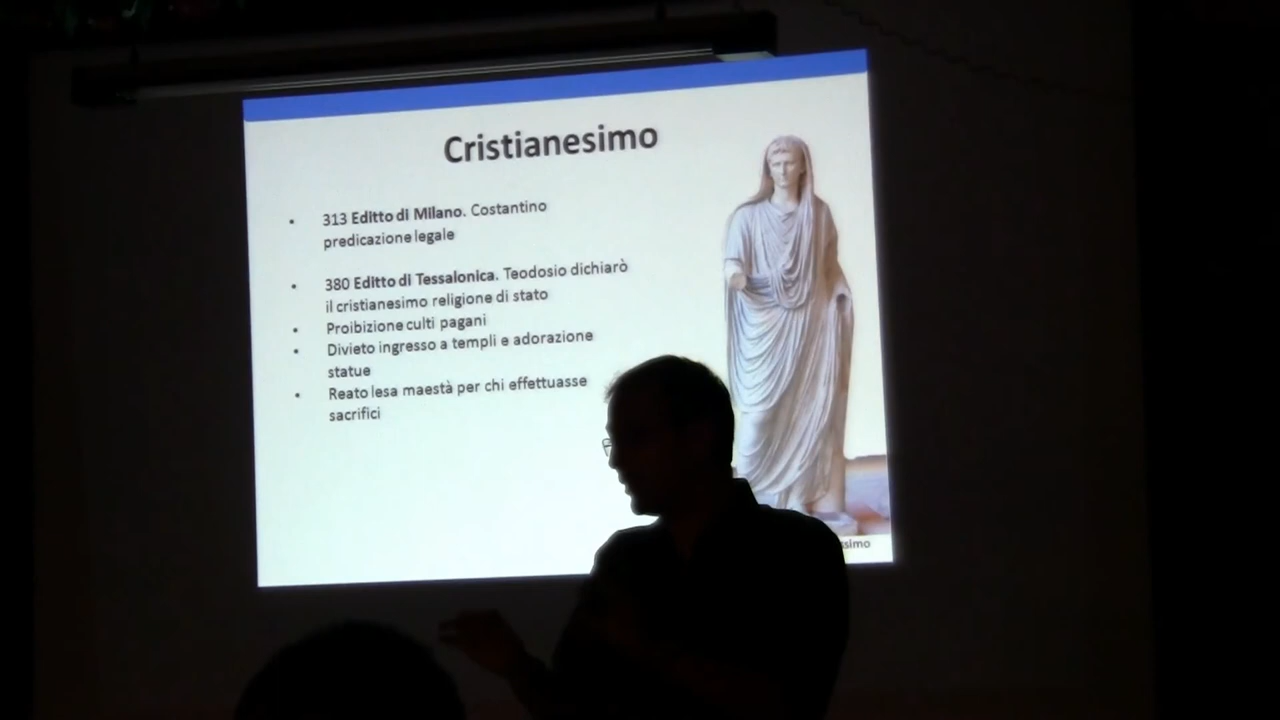 Cristianesimo
• 313 Editto di Milano. Costantino
predicazione legale
• 380 Editto di Tessalonica. Teodosio dichiarò
il cristianesimo religione di stato
• Proibizione culti pagani
• Divieto ingresso a templi e adorazione
statue
• Reato lesa maestà per chi effettuasse
sacrifici